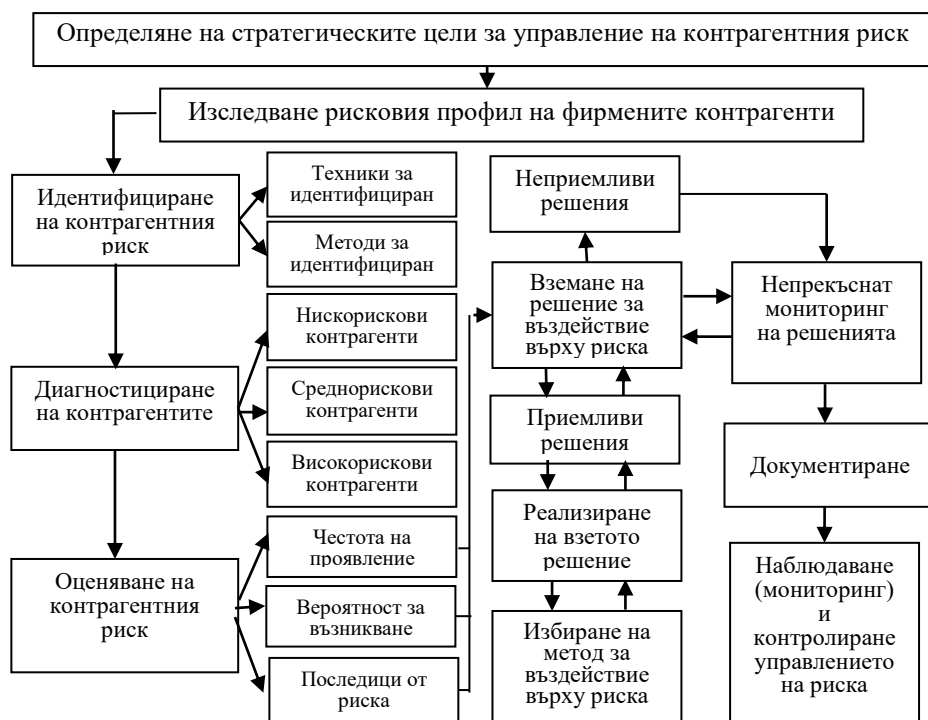 Определяне на стратегическите цели за управление на контрагентния риск
Изследване рисковия профил на фирмените контрагенти
Идентифициране
на контрагентния
риск
Техники за
идентифициран
Методи за
идентифициран
Диагностициране
на контрагентите
Нискорискови
контрагенти
Среднорискови
контрагенти
Високорискови
контрагенти
Оценяване на
контрагентния
риск
Честота на
проявление
Вероятност за
възникване
Последици от
риска
Неприемливи
решения
Вземане на
решение за
въздействие
върху риска
Приемливи
решения
Реализиране
на взетото
решение
Избиране на
метод за
въздействие
върху риска
Непрекъснат
мониторинг
на решенията
Документиране
Наблюдаване
(мониторинг)
и
контролиране
управлението
на риска